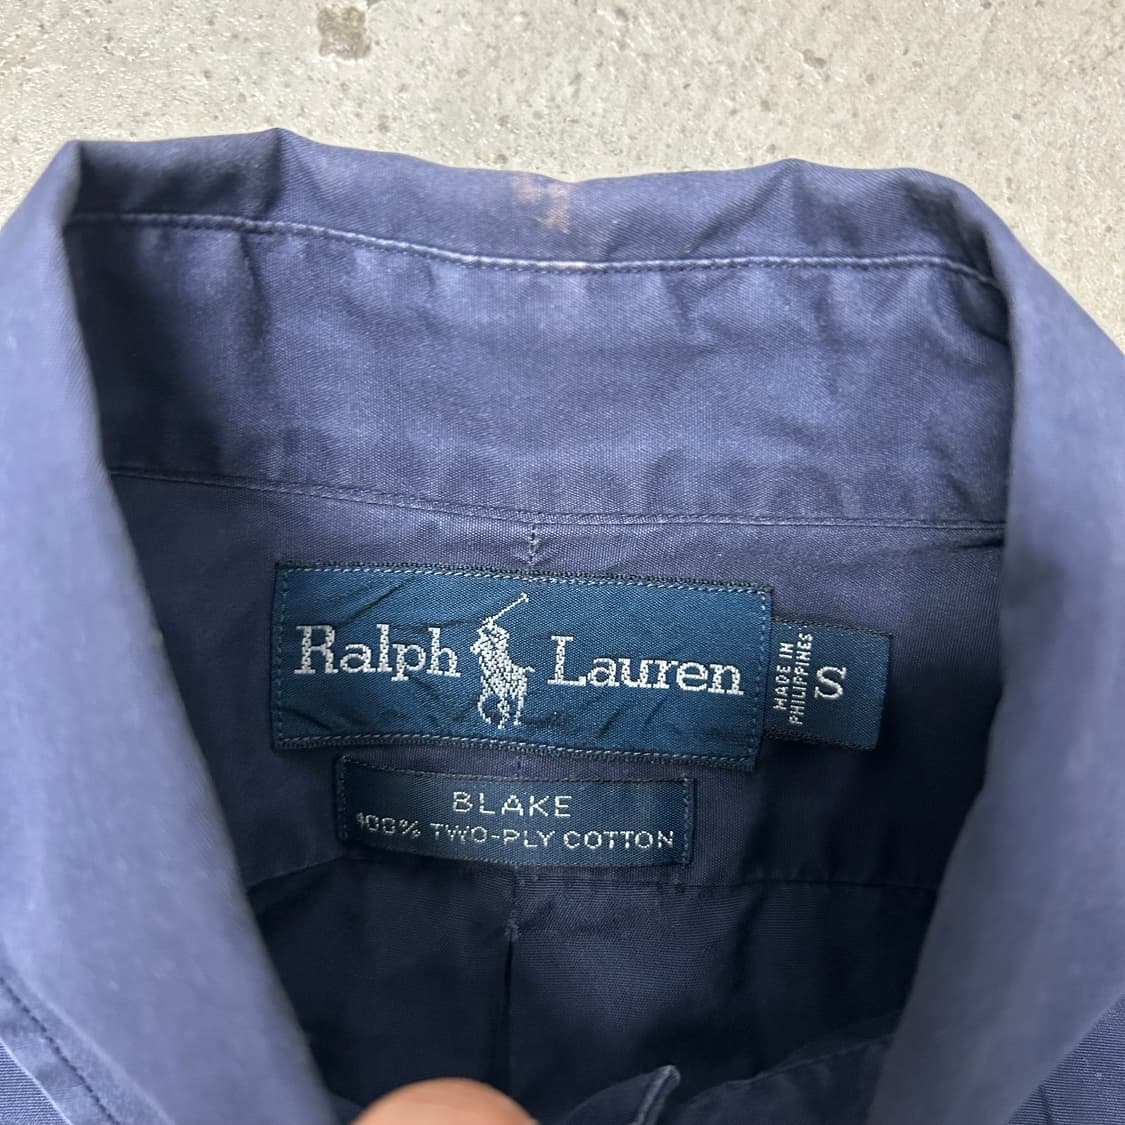 Ralph Lauren
MADE IN
PHILIPPINES
S
BLAKE
100% TWO-PLY COTTON